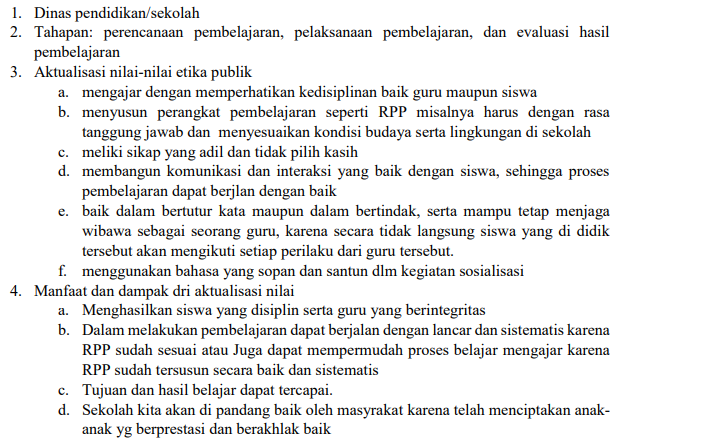 1. Dinas pendidikan/sekolah
2. Tahapan: perencanaan pembelajaran, pelaksanaan pembelajaran, dan evaluasi hasil
pembelajaran
3. Aktualisasi nilai-nilai etika publik
a. mengajar dengan memperhatikan kedisiplinan baik guru maupun siswa
b. menyusun perangkat pembelajaran seperti RPP misalnya harus dengan rasa
tanggung jawab dan menyesuaikan kondisi budaya serta lingkungan di sekolah
c. meliki sikap yang adil dan tidak pilih kasih
d. membangun komunikasi dan interaksi yang baik dengan siswa, sehingga proses
pembelajaran dapat berjlan dengan baik
e. baik dalam bertutur kata maupun dalam bertindak, serta mampu tetap menjaga
wibawa sebagai seorang guru, karena secara tidak langsung siswa yang di didik
tersebut akan mengikuti setiap perilaku dari guru tersebut.
f. menggunakan bahasa yang sopan dan santun dlm kegiatan sosialisasi
4. Manfaat dan dampak dri aktualisasi nilai
a. Menghasilkan siswa yang disiplin serta guru yang berintegritas
b. Dalam melakukan pembelajaran dapat berjalan dengan lancar dan sistematis karena
RPP sudah sesuai atau Juga dapat mempermudah proses belajar mengajar karena
RPP sudah tersusun secara baik dan sistematis
c. Tujuan dan hasil belajar dapat tercapai.
d. Sekolah kita akan di pandang baik oleh masyrakat karena telah menciptakan anak-
anak yg berprestasi dan berakhlak baik